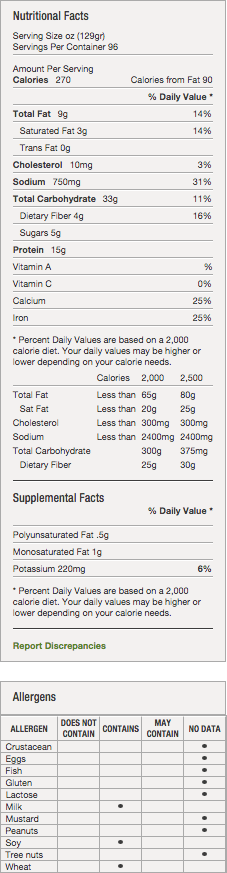 Nutritional Facts
Serving Size oz (129gr)
Servings Per Container 96
Amount Per Serving
Calories 270 Calories from Fat 90
% Daily Value *
Total Fat 9g 14%
Saturated Fat 3g 14%
Trans Fat 0g
Cholesterol 10mg 3%
Sodium 750mg 31%
Total Carbohydrate 33g 11%
Dietary Fiber 4g 16%
Sugars 5g
Protein 15g
Vitamin A %
Vitamin C 0%
Calcium 25%
Iron 25%
* Percent Daily Values are based on a 2,000
calorie diet. Your daily values may be higher or
lower depending on your calorie needs.
Calories 2,000 2,500
Total Fat Less than 65g 80g
Sat Fat Less than 20g 25g
Cholesterol Less than 300mg 300mg
Sodium Less than 2400mg 2400mg
Total Carbohydrate 300g 375mg
Dietary Fiber 25g 30g
Supplemental Facts
% Daily Value *
Polyunsaturated Fat .5g
Monosaturated Fat 1g
Potassium 220mg 6%
* Percent Daily Values are based on a 2,000
calorie diet. Your daily values may be higher or
lower depending on your calorie needs.
Report Discrepancies
Allergens
ALLERGEN DOES NOT CONTAIN CONTAINS MAY CONTAIN NO DATA
Crustacean •
Eggs •
Fish •
Gluten •
Lactose •
Milk •
Mustard •
Peanuts •
Soy •
Tree nuts •
Wheat •